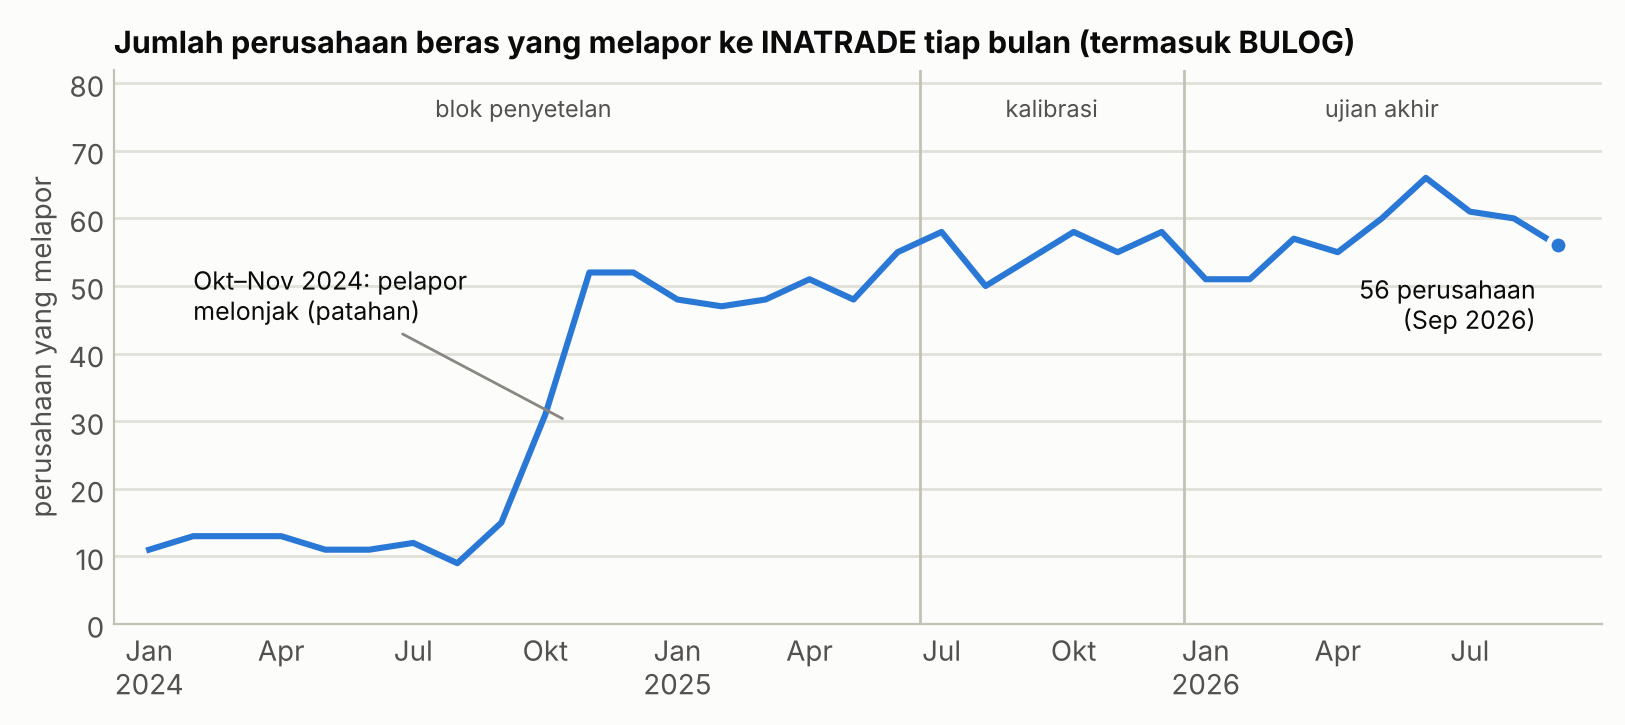 Jumlah perusahaan beras yang melapor ke INATRADE tiap bulan (termasuk BULOG)
80
70
60
50
40
30
20
10
0
perusahaan yang melapor
blok penyetelan
kalibrasi
ujian akhir
Okt–Nov 2024: pelapor
melonjak (patahan)
56 perusahaan
(Sep 2026)
Jan
2024
Apr
Jul
Okt
Jan
2025
Apr
Jul
Okt
Jan
2026
Apr
Jul